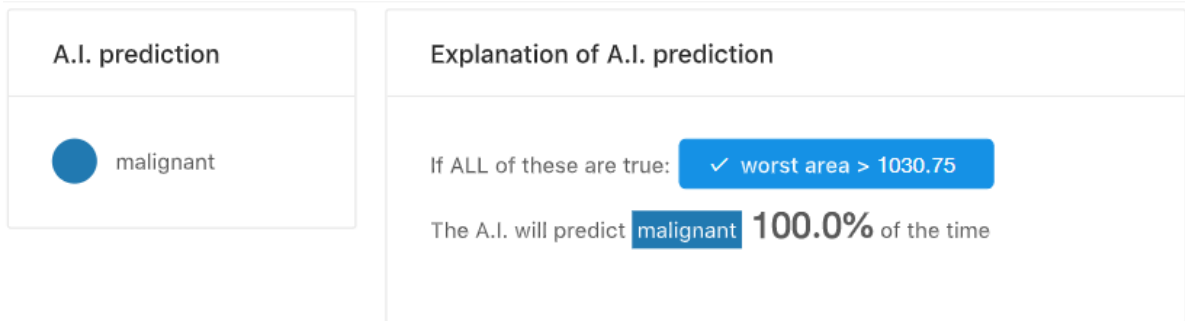 A.I. prediction
Explanation of A.I. prediction
malignant
If ALL of these are true: ✓ worst area > 1030.75
The A.I. will predict malignant 100.0% of the time